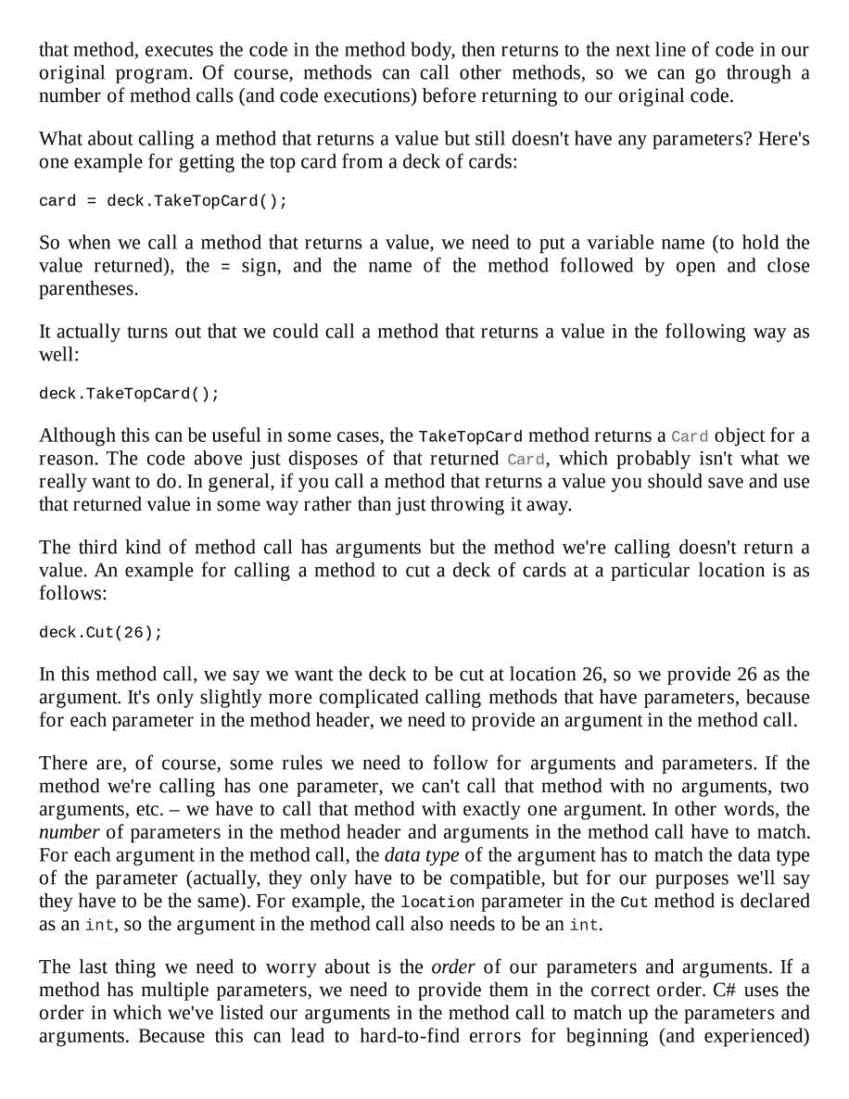 that method, executes the code in the method body, then returns to the next line of code in our
original program. Of course, methods can call other methods, so we can go through a
number of method calls (and code executions) before returning to our original code.
What about calling a method that returns a value but still doesn't have any parameters? Here's
one example for getting the top card from a deck of cards:
card = deck.TakeTopCard();
So when we call a method that returns a value, we need to put a variable name (to hold the
value returned), the = sign, and the name of the method followed by open and close
parentheses.
It actually turns out that we could call a method that returns a value in the following way as
well:
deck.TakeTopCard();
Although this can be useful in some cases, the TakeTopCard method returns a Card object for a
reason. The code above just disposes of that returned Card, which probably isn't what we
really want to do. In general, if you call a method that returns a value you should save and use
that returned value in some way rather than just throwing it away.
The third kind of method call has arguments but the method we're calling doesn't return a
value. An example for calling a method to cut a deck of cards at a particular location is as
follows:
deck.Cut(26);
In this method call, we say we want the deck to be cut at location 26, so we provide 26 as the
argument. It's only slightly more complicated calling methods that have parameters, because
for each parameter in the method header, we need to provide an argument in the method call.
There are, of course, some rules we need to follow for arguments and parameters. If the
method we're calling has one parameter, we can't call that method with no arguments, two
arguments, etc. – we have to call that method with exactly one argument. In other words, the
number of parameters in the method header and arguments in the method call have to match.
For each argument in the method call, the data type of the argument has to match the data type
of the parameter (actually, they only have to be compatible, but for our purposes we'll say
they have to be the same). For example, the location parameter in the Cut method is declared
as an int, so the argument in the method call also needs to be an int.
The last thing we need to worry about is the order of our parameters and arguments. If a
method has multiple parameters, we need to provide them in the correct order. C# uses the
order in which we've listed our arguments in the method call to match up the parameters and
arguments. Because this can lead to hard-to-find errors for beginning (and experienced)